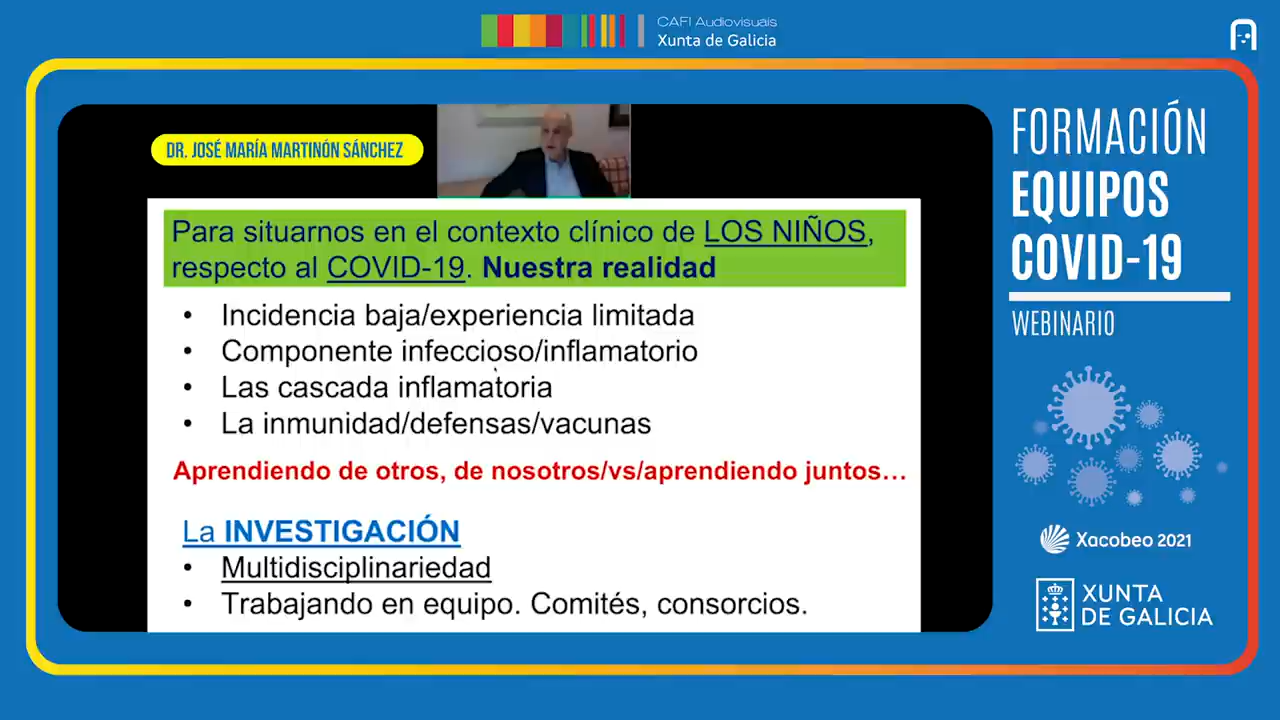 CAFI Audiovisuais
Xunta de Galicia
DR. JOSÉ MARÍA MARTINÓN SÁNCHEZ
Para situarnos en el contexto clínico de LOS NIÑOS,
respecto al COVID-19. Nuestra realidad
• Incidencia baja/experiencia limitada
• Componente infeccioso/inflamatorio
• Las cascada inflamatoria
• La inmunidad/defensas/vacunas
Aprendiendo de otros, de nosotros/vs/aprendiendo juntos…
La INVESTIGACIÓN
• Multidisciplinariedad
• Trabajando en equipo. Comités, consorcios.
FORMACIÓN
EQUIPOS
COVID-19
WEBINARIO
Xacobeo 2021
XUNTA
DE GALICIA